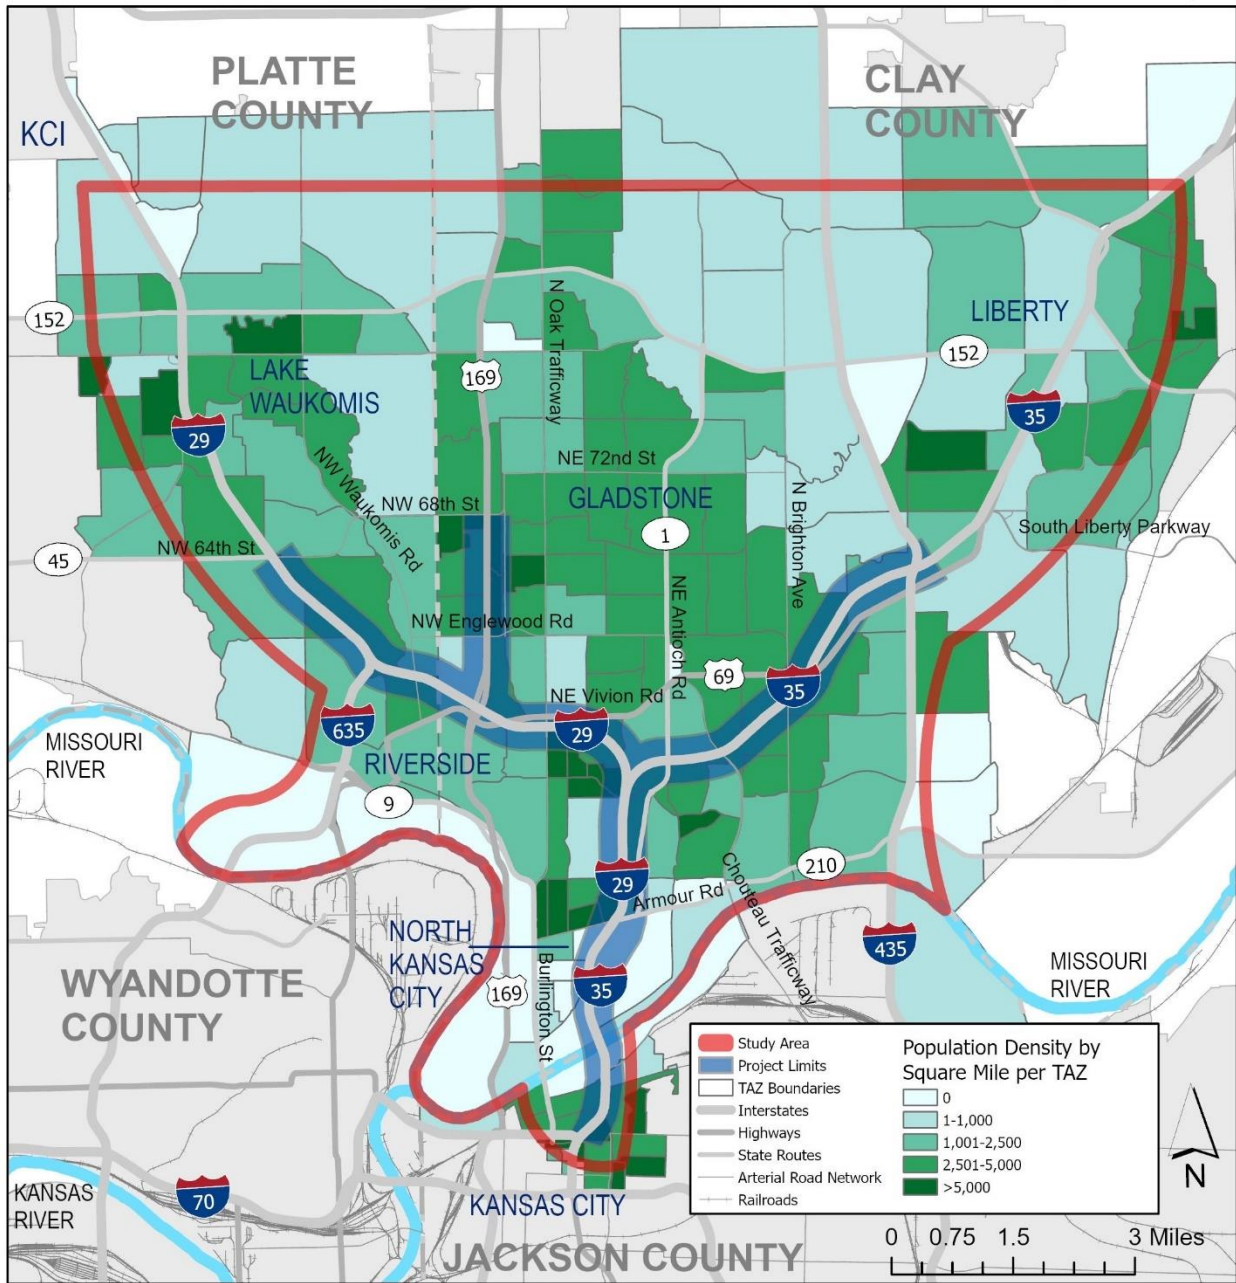 PLATTE
COUNTY
CLAY
COUNTY
KCI
152
LAKE
WAUKOMIS
29
169
N Oak Trafficway
LIBERTY
152
35
NE 72nd St
GLADSTONE
NW 68th St
NW Waukomis Rd
1
N Brighton Ave
South Liberty Parkway
45
NW 64th St
NW Englewood Rd
NE Antioch Rd
69
35
NE Vivion Rd
29
635
MISSOURI
RIVER
RIVERSIDE
9
210
29
Armour Rd
Chouteau Trafficway
NORTH
KANSAS
CITY
435
WYANDOTTE
COUNTY
169
Burlington St
35
MISSOURI
RIVER
Study Area
Project Limits
TAZ Boundaries
Interstates
Highways
State Routes
Arterial Road Network
Railroads
Population Density by
Square Mile per TAZ
0
1-1,000
1,001-2,500
2,501-5,000
>5,000
N
KANSAS
RIVER
70
KANSAS CITY
JACKSON COUNTY
0 0.75 1.5 3 Miles